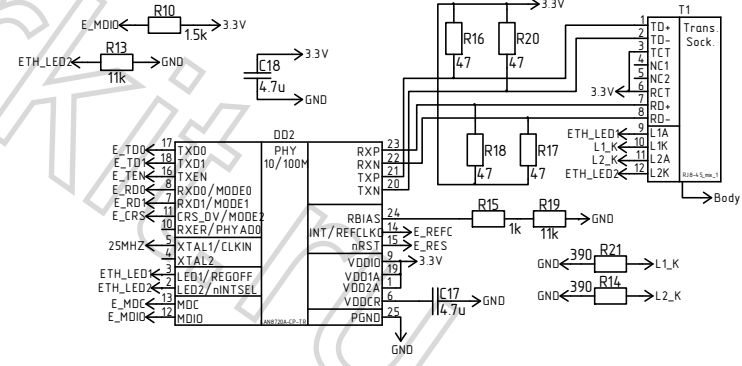 R10
E_MDIO
3.3V
1.5k
R13
ETH_LED2
GND
11k
C18
3.3V
4.7u
GND
3.3V
R16
R20
47
47
R18
R17
47
47
T1
Trans.
Sock.
1 TD+
2 TD-
3 TCT
4 NC1
5 NC2
3.3V 6 RCT
7 RD+
8 RD-
ETH_LED1 9 L1A
L1_K 10 L1K
L2_K 11 L2A
ETH_LED2 12 L2K
Body
DD2
PHY
10/100M
E_TD0 17 TXD0
E_TD1 18 TXD1
E_TEN 16 TXEN
E_RD0 8 RXD0/MODE0
E_RD1 7 RXD1/MODE1
E_CRS 11 CRS_DV/MODE2
10 RXER/PHYAD0
25MHZ 5 XTAL1/CLKIN
4 XTAL2
ETH_LED1 3 LED1/REGOFF
ETH_LED2 2 LED2/nINTSEL
E_MDC 13 MDC
E_MDIO 12 MDIO
RXP 23
RXN 22
TXP 21
TXN 20
RBIAS 24
INT/REFCLKO 14 E_REFC
nRST 15 E_RES
VDDIO 9 3.3V
VDD1A 19
VDD2A 1
VDDCR 6
PGND 25
GND
C17
4.7u
GND
R15
1k
R19
11k
GND
GND 390 R21 L1_K
GND 390 R14 L2_K